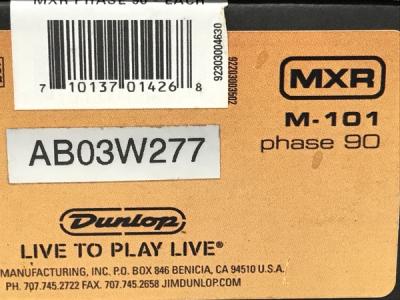 MXR PHASE 90 - EACH
7 10137 01426 8
92303004630
92203003502
MXR
M-101
phase 90
AB03W277
Dunlop
LIVE TO PLAY LIVE®
MANUFACTURING, INC. P.O. BOX 846 BENICIA, CA 94510 U.S.A.
PH. 707.745.2722 FAX. 707.745.2658 JIMDUNLOP.COM